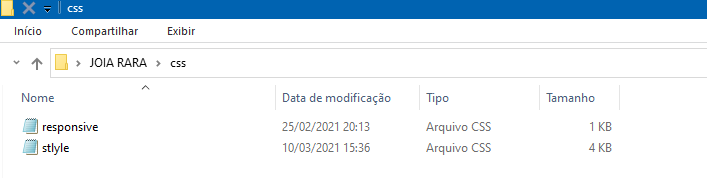 css
Início Compartilhar Exibir
JOIA RARA css
Nome Data de modificação Tipo Tamanho
responsive 25/02/2021 20:13 Arquivo CSS 1 KB
stlyle 10/03/2021 15:36 Arquivo CSS 4 KB